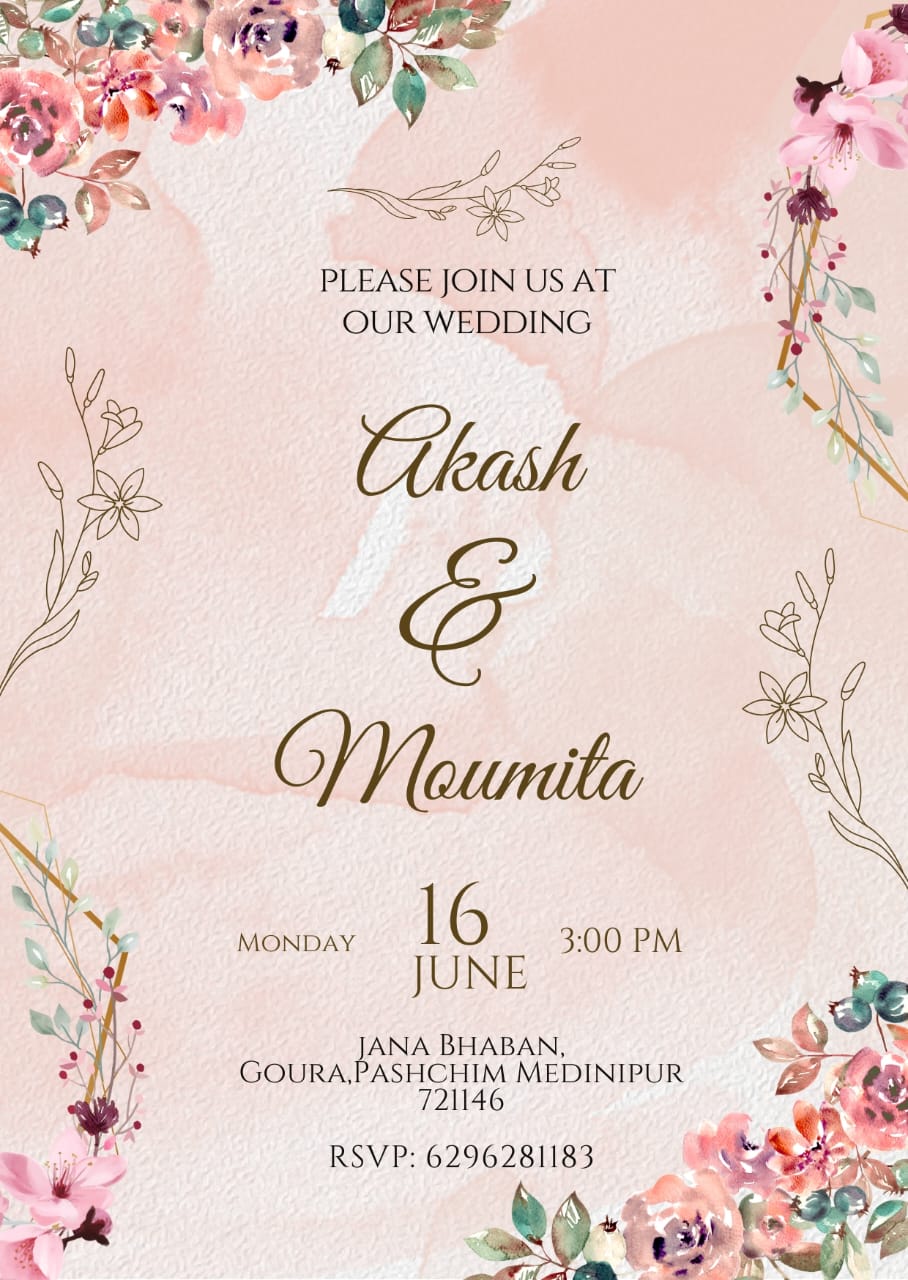 PLEASE JOIN US AT
OUR WEDDING
Akash
&
Moumita
MONDAY
16
JUNE
3:00 PM
JANA BHABAN,
GOURA,PASHCHIM MEDINIPUR
721146
RSVP: 6296281183